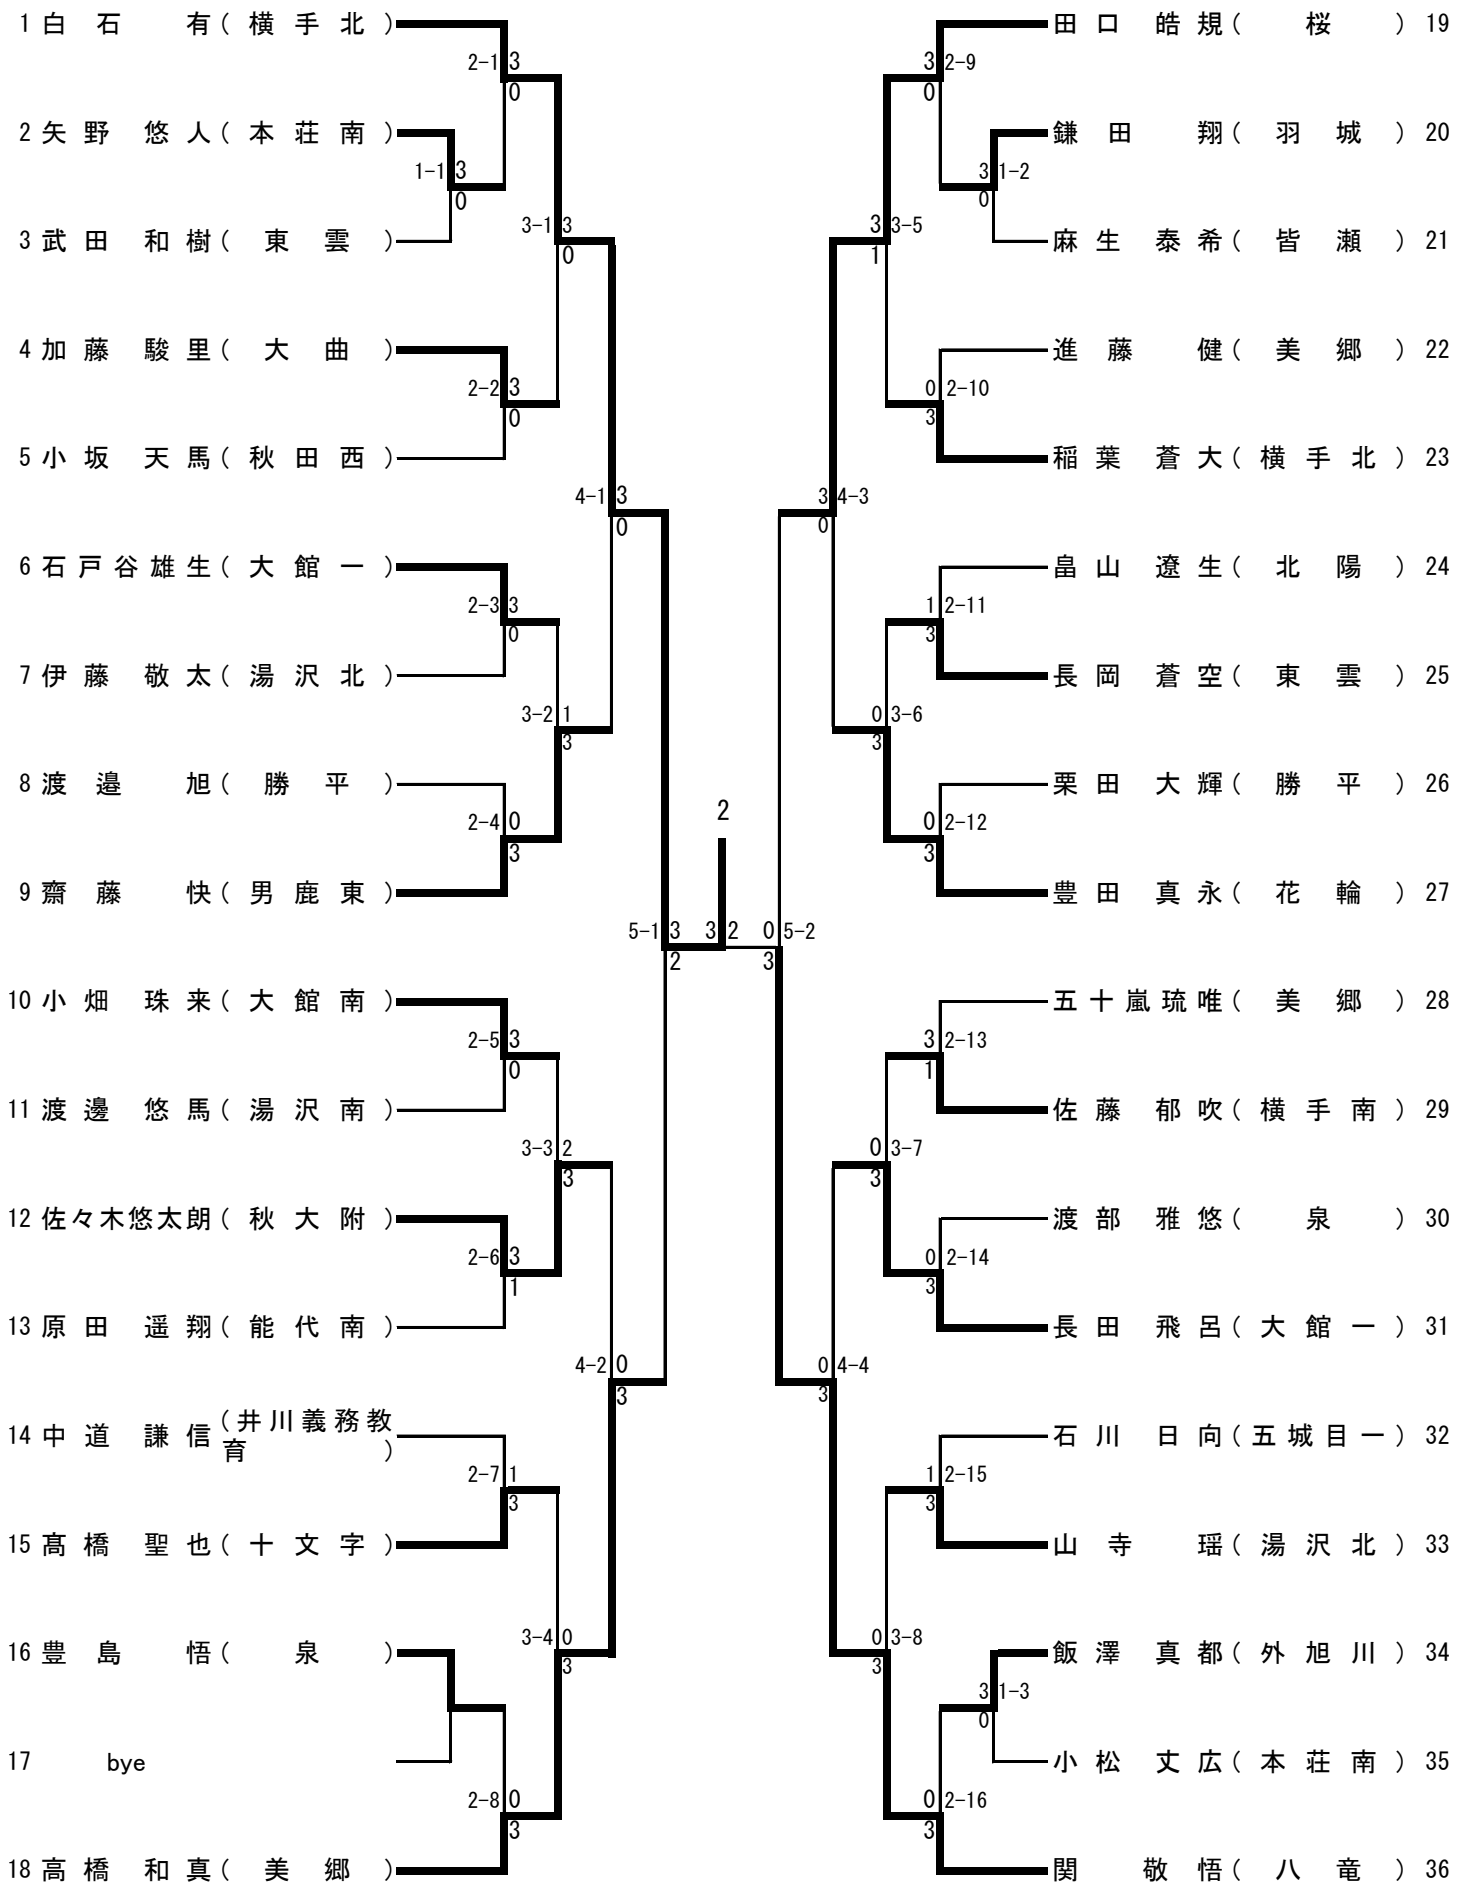 1 白石 有 ( 横手北 )
2-1 3
0
2 矢野 悠人 ( 本荘南 )
1-1 3
0
3 武田 和樹 ( 東雲 )
3-1 3
0
4 加藤 駿里 ( 大曲 )
2-2 3
0
5 小坂 天馬 ( 秋田西 )
4-1 3
0
6 石戸谷雄生 ( 大館一 )
2-3 3
0
7 伊藤 敬太 ( 湯沢北 )
3-2 1
3
8 渡邉 旭 ( 勝平 )
2-4 0
3
9 齋藤 快 ( 男鹿東 )
5-1 3
2
10 小畑 珠来 ( 大館南 )
2-5 3
0
11 渡邊 悠馬 ( 湯沢南 )
3-3 2
3
12 佐々木悠太朗 ( 秋大附 )
2-6 3
1
13 原田 遥翔 ( 能代南 )
4-2 0
3
14 中道 謙信 (井川義務教
育 )
2-7 1
3
15 髙橋 聖也 ( 十文字 )
3-4 0
3
16 豊島 悟 ( 泉 )
17 bye
2-8 0
3
18 高橋 和真 ( 美郷 )
2
3 2
田口 皓規 ( 桜 ) 19
3 2-9
0
鎌田 翔 ( 羽城 ) 20
3 1-2
0
麻生 泰希 ( 皆瀬 ) 21
3 3-5
1
進藤 健 ( 美郷 ) 22
0 2-10
3
稲葉 蒼大 ( 横手北 ) 23
3 4-3
0
畠山 遼生 ( 北陽 ) 24
1 2-11
3
長岡 蒼空 ( 東雲 ) 25
0 3-6
3
栗田 大輝 ( 勝平 ) 26
0 2-12
3
豊田 真永 ( 花輪 ) 27
0 5-2
3
五十嵐琉唯 ( 美郷 ) 28
3 2-13
1
佐藤 郁吹 ( 横手南 ) 29
0 3-7
3
渡部 雅悠 ( 泉 ) 30
0 2-14
3
長田 飛呂 ( 大館一 ) 31
0 4-4
3
石川 日向 ( 五城目一 ) 32
1 2-15
3
山寺 瑶 ( 湯沢北 ) 33
0 3-8
3
飯澤 真都 ( 外旭川 ) 34
3 1-3
0
小松 丈広 ( 本荘南 ) 35
0 2-16
3
関 敬悟 ( 八竜 ) 36